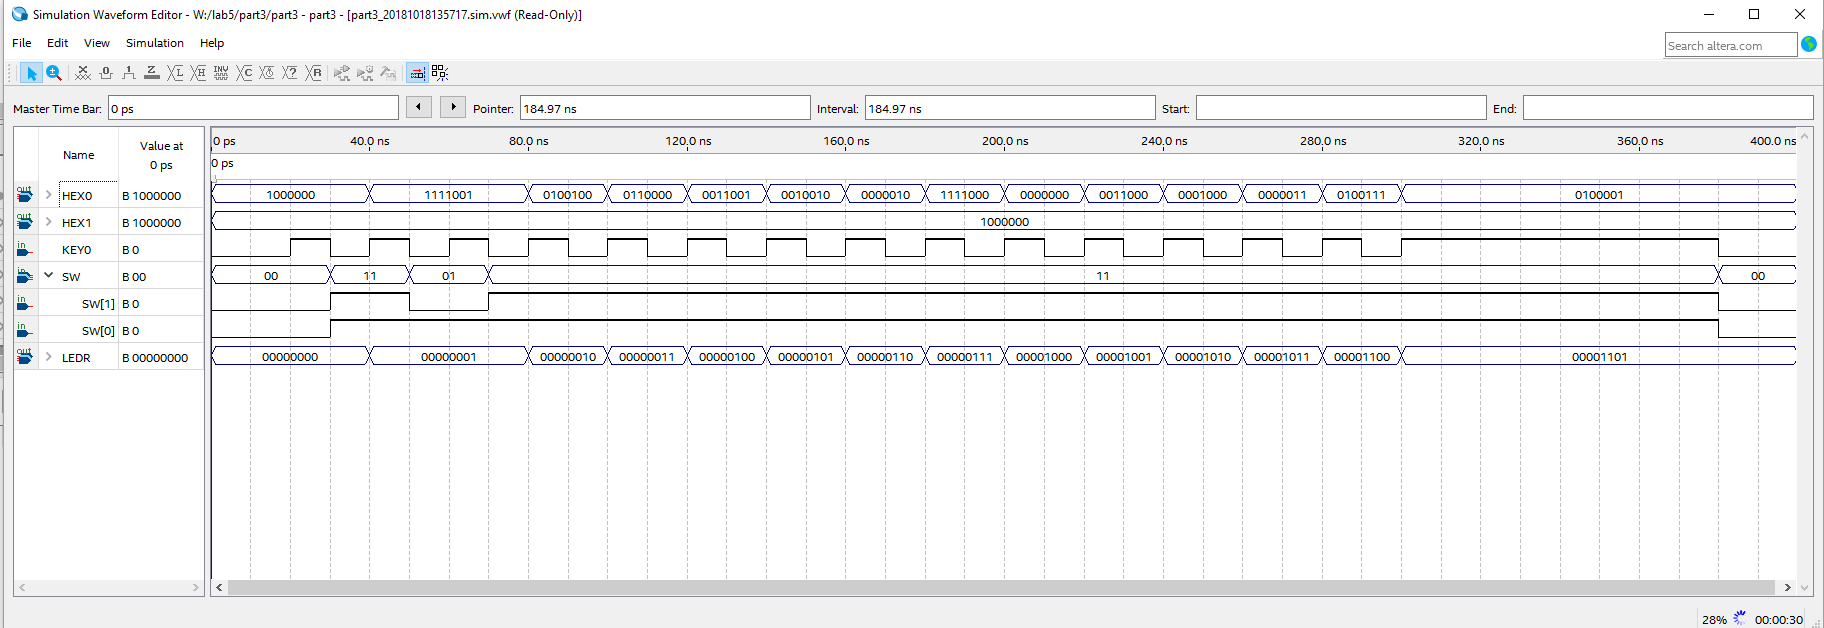 Simulation Waveform Editor - W:/lab5/part3/part3 - part3 - [part3_20181018135717.sim.vwf (Read-Only)]
File Edit View Simulation Help
Search altera.com
Master Time Bar: 0 ps Pointer: 184.97 ns Interval: 184.97 ns Start: End:
Name Value at 0 ps
0 ps 40.0 ns 80.0 ns 120.0 ns 160.0 ns 200.0 ns 240.0 ns 280.0 ns 320.0 ns 360.0 ns 400.0 ns
0 ps
out HEX0 B 1000000 1000000 1111001 0100100 0110000 0011001 0010010 0000010 1111000 0000000 0011000 0001000 0000011 0100111 0100001
out HEX1 B 1000000 1000000
in KEY0 B 0
in SW B 00 00 11 01 11 00
in SW[1] B 0
in SW[0] B 0
out LEDR B 00000000 00000000 00000001 00000010 00000011 00000100 00000101 00000110 00000111 00001000 00001001 00001010 00001011 00001100 00001101
28% 00:00:30